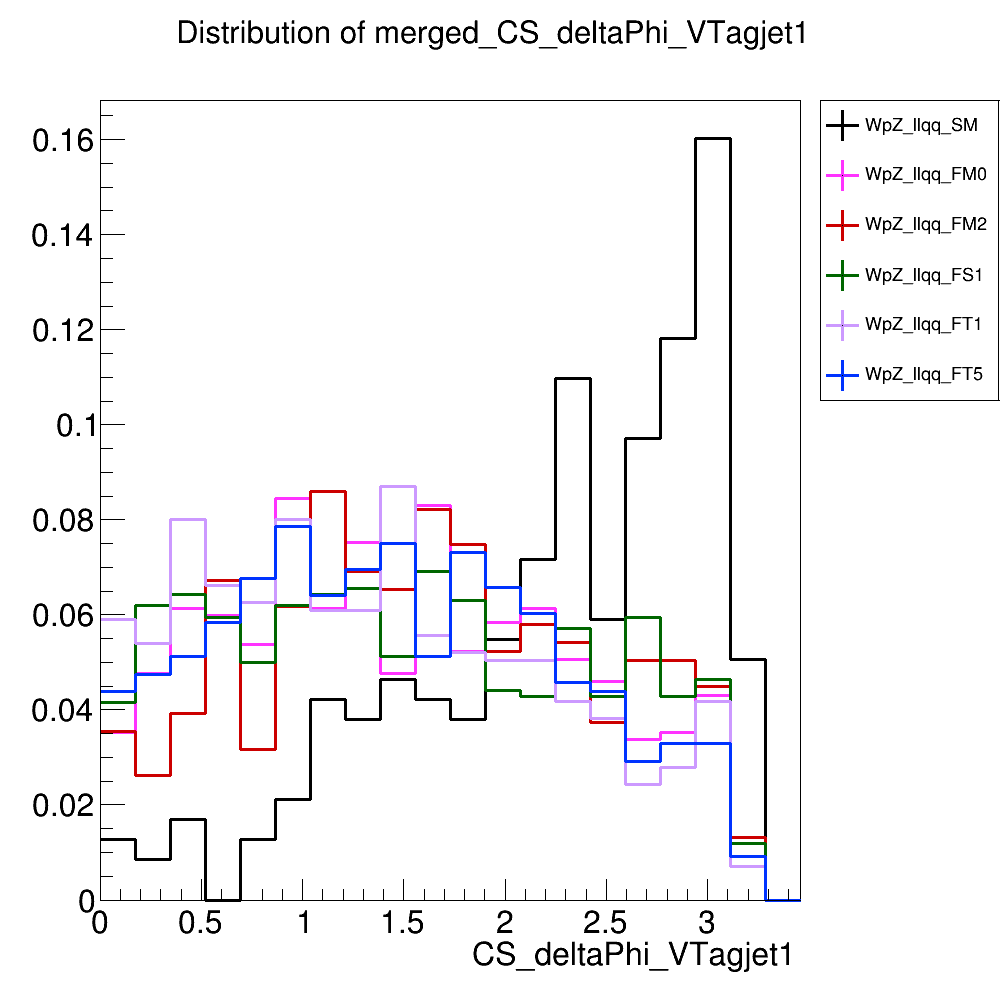 Distribution of merged_CS_deltaPhi_VTagjet1
0.16
0.14
0.12
0.1
0.08
0.06
0.04
0.02
0
0 0.5 1 1.5 2 2.5 3
CS_deltaPhi_VTagjet1
WpZ_llqq_SM
WpZ_llqq_FM0
WpZ_llqq_FM2
WpZ_llqq_FS1
WpZ_llqq_FT1
WpZ_llqq_FT5